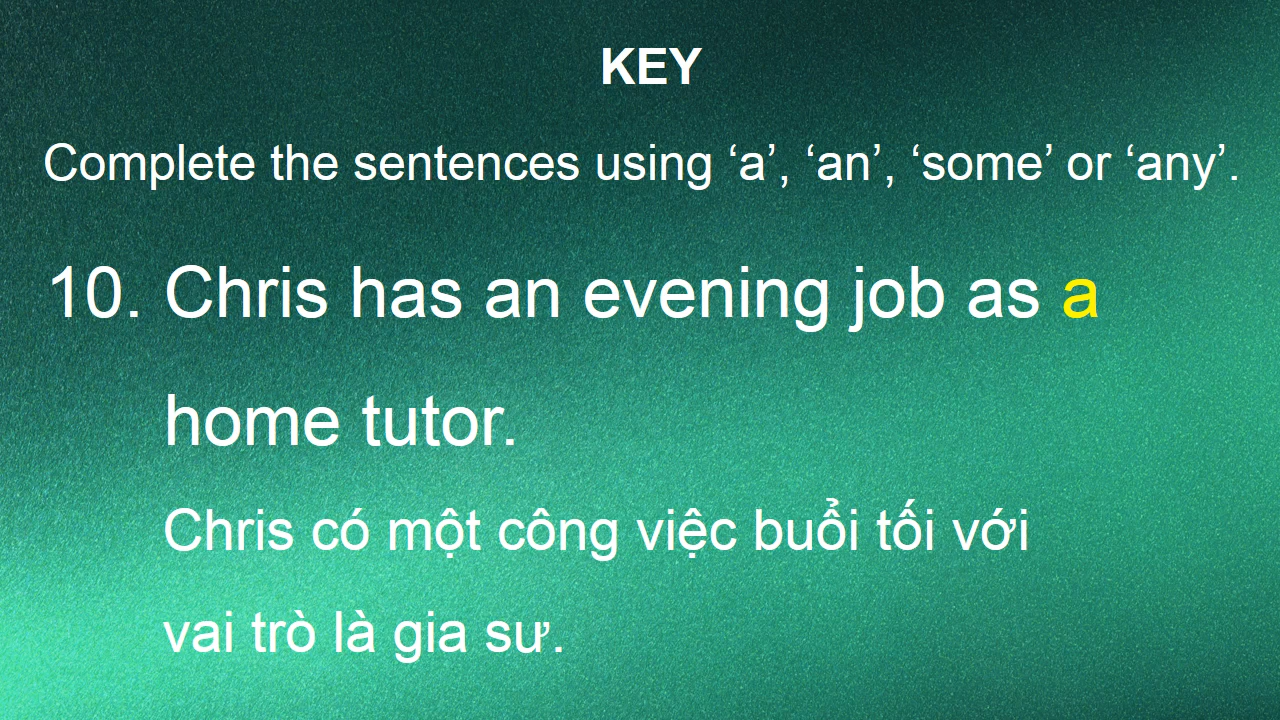 KEY
Complete the sentences using ‘a’, ‘an’, ‘some’ or ‘any’.
10. Chris has an evening job as a
home tutor.
Chris có một công việc buổi tối với
vai trò là gia sư.